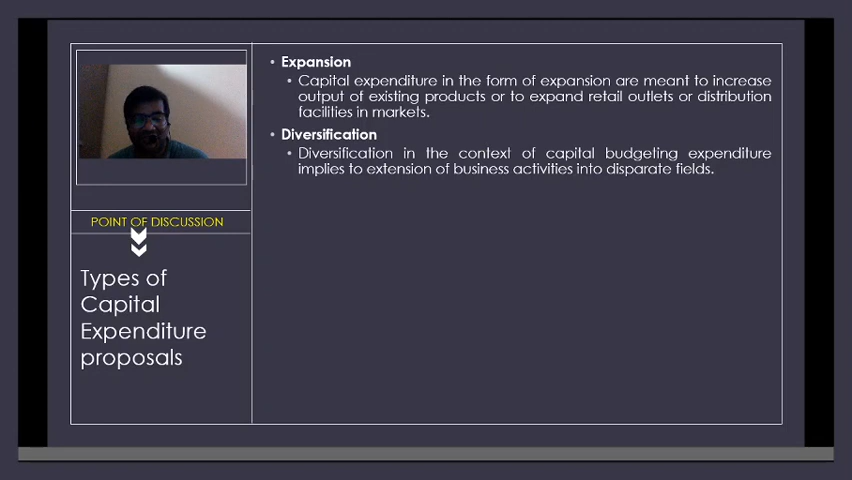 POINT OF DISCUSSION
Types of
Capital
Expenditure
proposals
• Expansion
• Capital expenditure in the form of expansion are meant to increase
output of existing products or to expand retail outlets or distribution
facilities in markets.
• Diversification
• Diversification in the context of capital budgeting expenditure
implies to extension of business activities into disparate fields.